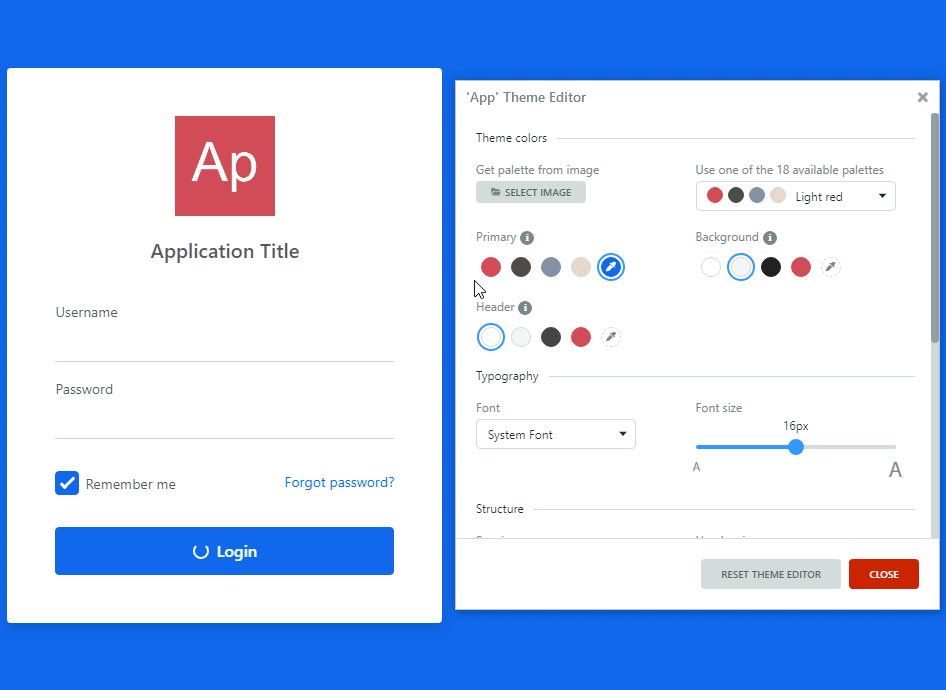 Ap
Application Title
Username
Password
Remember me
Forgot password?
Login
'App' Theme Editor
Theme colors
Get palette from image
SELECT IMAGE
Use one of the 18 available palettes
Light red
Primary
Background
Header
Typography
Font
System Font
Font size
16px
A
A
Structure
RESET THEME EDITOR
CLOSE